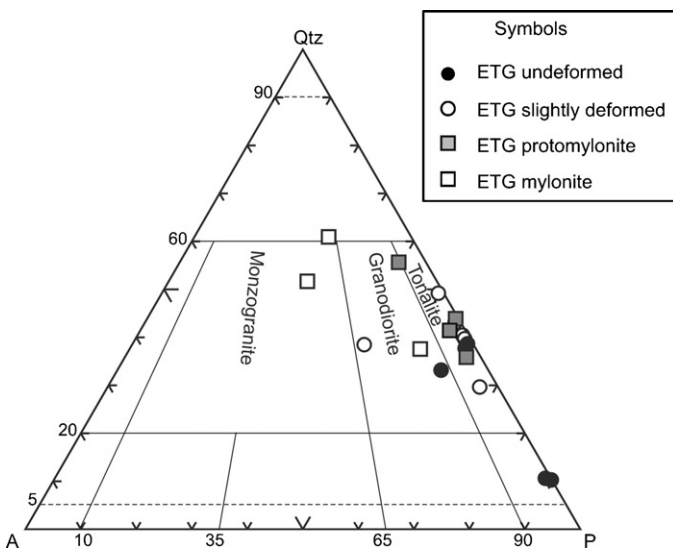 Qtz
Symbols
ETG undeformed
ETG slightly deformed
ETG protomylonite
ETG mylonite
90
60
Monzogranite
Granodiorite
Tonalite
20
5
A
10
35
65
90
P